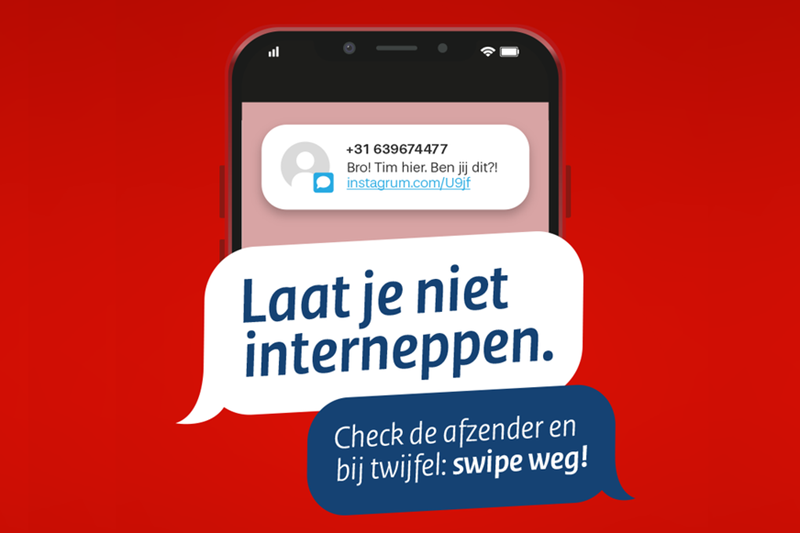 +31 639674477
Bro! Tim hier. Ben jij dit?!
instagrum.com/U9jf
Laat je niet
interneppen.
Check de afzender en
bij twijfel: swipe weg!